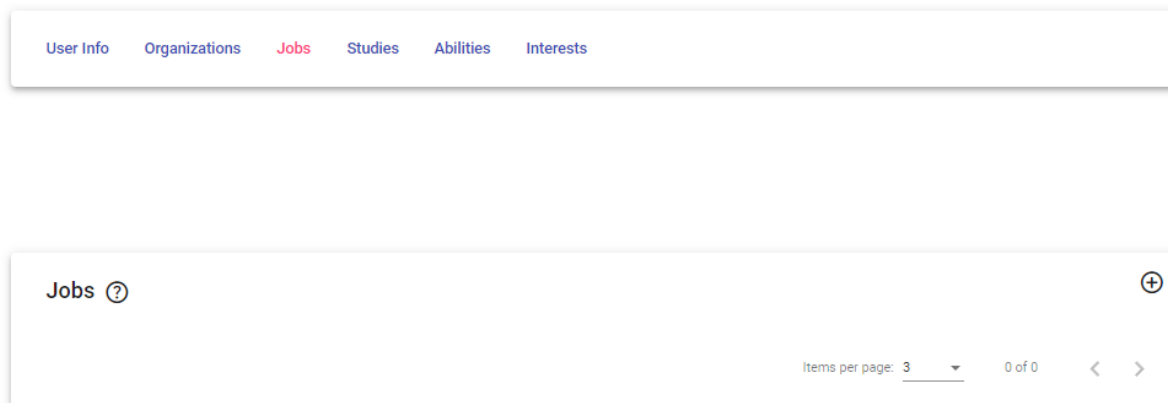 User Info Organizations Jobs Studies Abilities Interests
Jobs
Items per page: 3 0 of 0